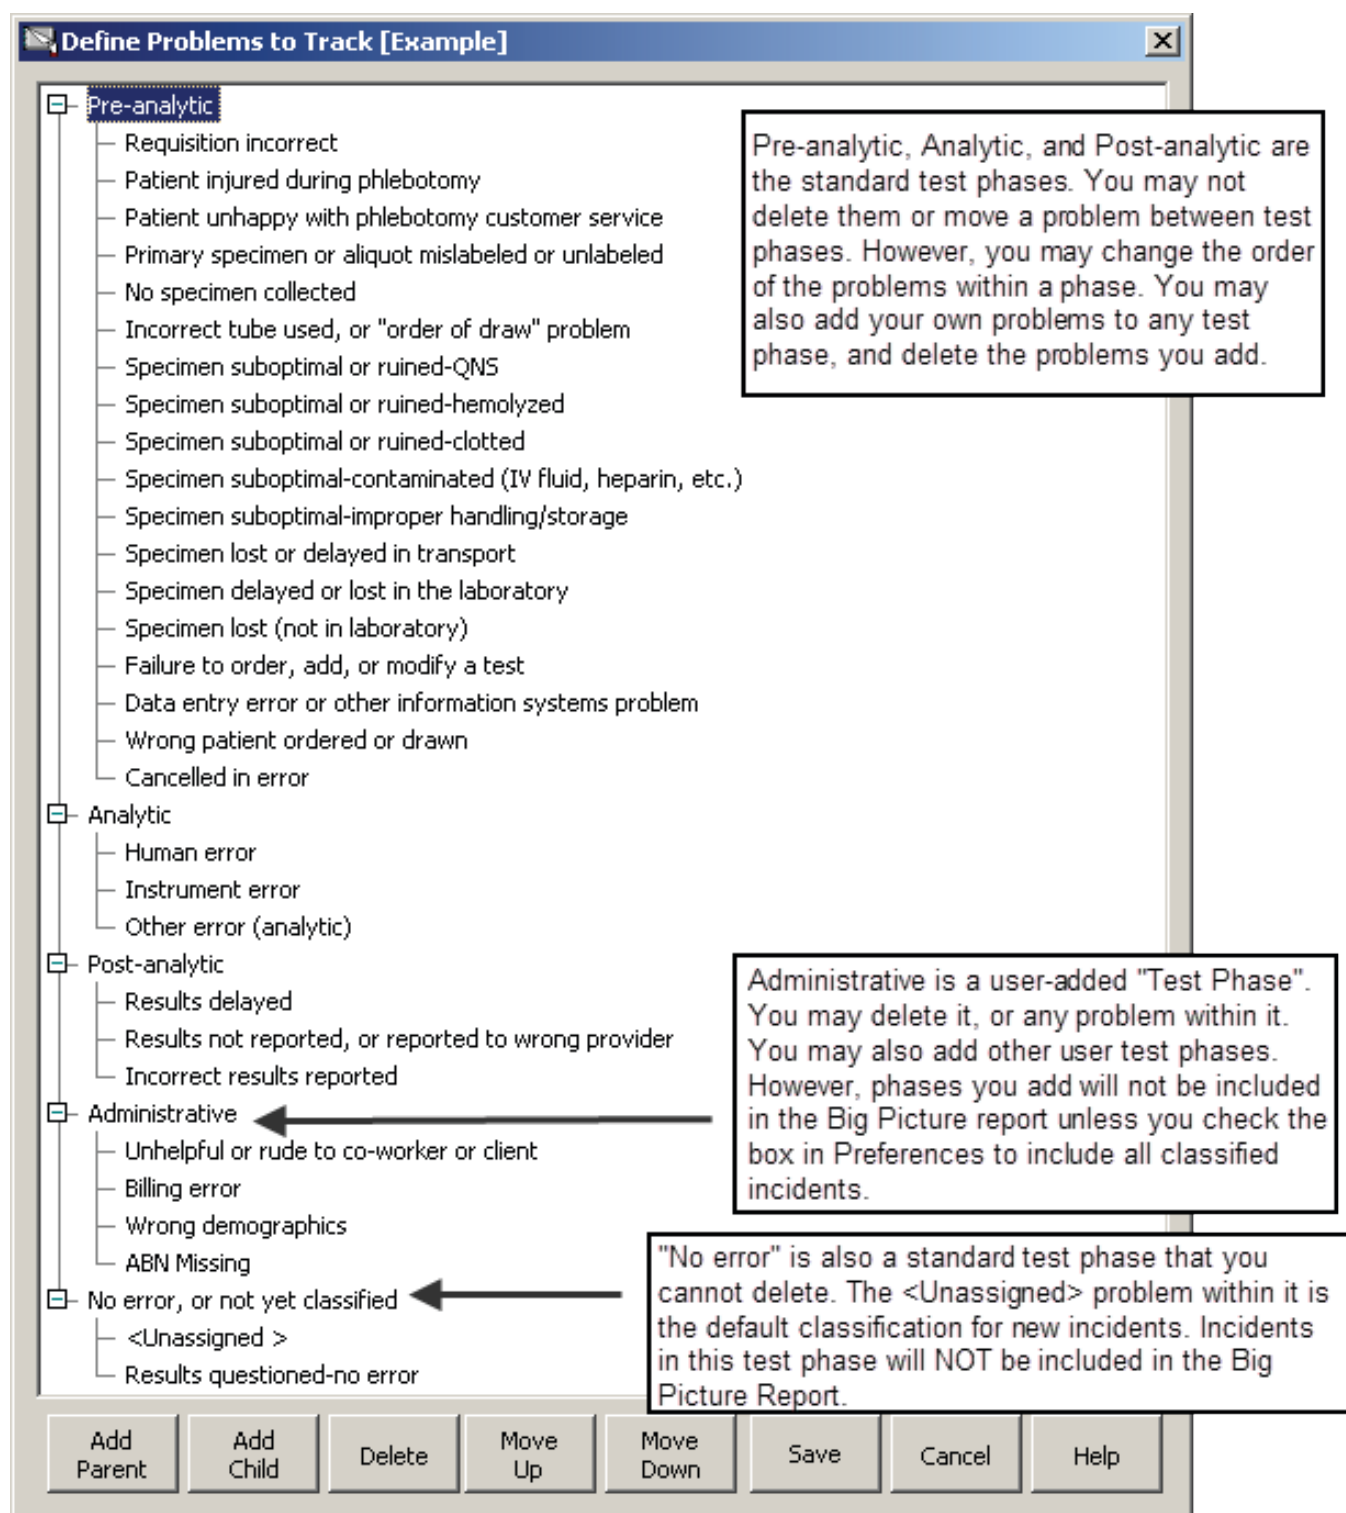 Define Problems to Track [Example]
Pre-analytic
Requisition incorrect
Patient injured during phlebotomy
Patient unhappy with phlebotomy customer service
Primary specimen or aliquot mislabeled or unlabeled
No specimen collected
Incorrect tube used, or "order of draw" problem
Specimen suboptimal or ruined-QNS
Specimen suboptimal or ruined-hemolyzed
Specimen suboptimal or ruined-clotted
Specimen suboptimal-contaminated (IV fluid, heparin, etc.)
Specimen suboptimal-improper handling/storage
Specimen lost or delayed in transport
Specimen delayed or lost in the laboratory
Specimen lost (not in laboratory)
Failure to order, add, or modify a test
Data entry error or other information systems problem
Wrong patient ordered or drawn
Cancelled in error
Analytic
Human error
Instrument error
Other error (analytic)
Post-analytic
Results delayed
Results not reported, or reported to wrong provider
Incorrect results reported
Administrative
Unhelpful or rude to co-worker or client
Billing error
Wrong demographics
ABN Missing
No error, or not yet classified
<Unassigned >
Results questioned-no error
Pre-analytic, Analytic, and Post-analytic are
the standard test phases. You may not
delete them or move a problem between test
phases. However, you may change the order
of the problems within a phase. You may
also add your own problems to any test
phase, and delete the problems you add.
Administrative is a user-added "Test Phase".
You may delete it, or any problem within it.
You may also add other user test phases.
However, phases you add will not be included
in the Big Picture report unless you check the
box in Preferences to include all classified
incidents.
"No error" is also a standard test phase that you
cannot delete. The <Unassigned> problem within it is
the default classification for new incidents. Incidents
in this test phase will NOT be included in the Big
Picture Report.
Add
Parent
Add
Child
Delete
Move
Up
Move
Down
Save
Cancel
Help